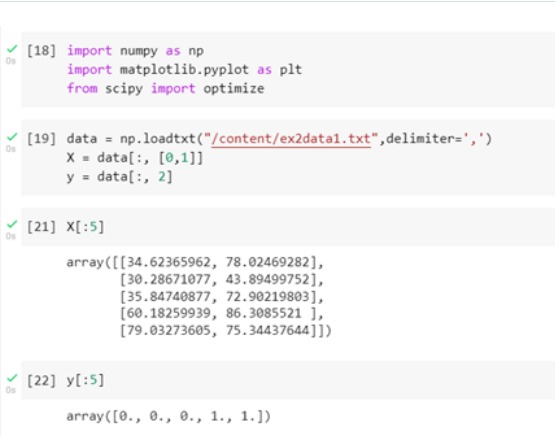 [18] import numpy as np
import matplotlib.pyplot as plt
from scipy import optimize
0s
[19] data = np.loadtxt("/content/ex2data1.txt",delimiter=',')
X = data[:, [0,1]]
y = data[:, 2]
0s
[21] X[:5]
0s
array([[34.62365962, 78.02469282],
[30.28671077, 43.89499752],
[35.84740877, 72.90219803],
[60.18259939, 86.3085521 ],
[79.03273605, 75.34437644]])
[22] y[:5]
0s
array([0., 0., 0., 1., 1.])